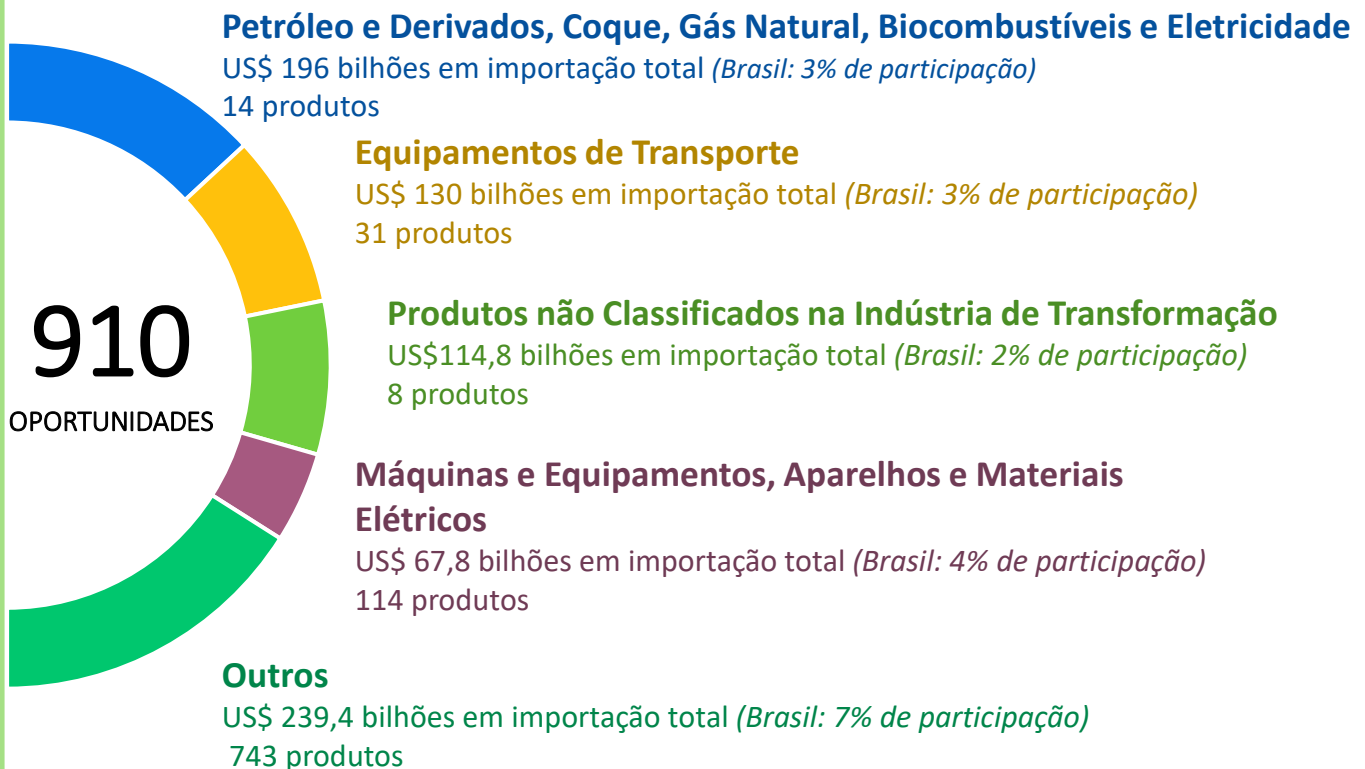 Petróleo e Derivados, Coque, Gás Natural, Biocombustíveis e Eletricidade
US$ 196 bilhões em importação total (Brasil: 3% de participação)
14 produtos
Equipamentos de Transporte
US$ 130 bilhões em importação total (Brasil: 3% de participação)
31 produtos
910
OPORTUNIDADES
Produtos não Classificados na Indústria de Transformação
US$114,8 bilhões em importação total (Brasil: 2% de participação)
8 produtos
Máquinas e Equipamentos, Aparelhos e Materiais
Elétricos
US$ 67,8 bilhões em importação total (Brasil: 4% de participação)
114 produtos
Outros
US$ 239,4 bilhões em importação total (Brasil: 7% de participação)
743 produtos